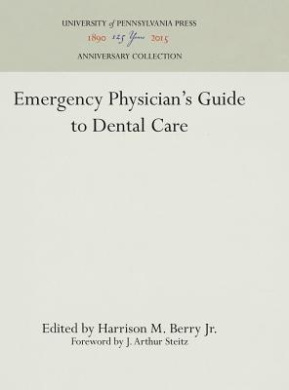 UNIVERSITY of PENNSYLVANIA PRESS
1890 125 Years 2015
ANNIVERSARY COLLECTION
Emergency Physician's Guide
to Dental Care
Edited by Harrison M. Berry Jr.
Foreword by J. Arthur Steitz